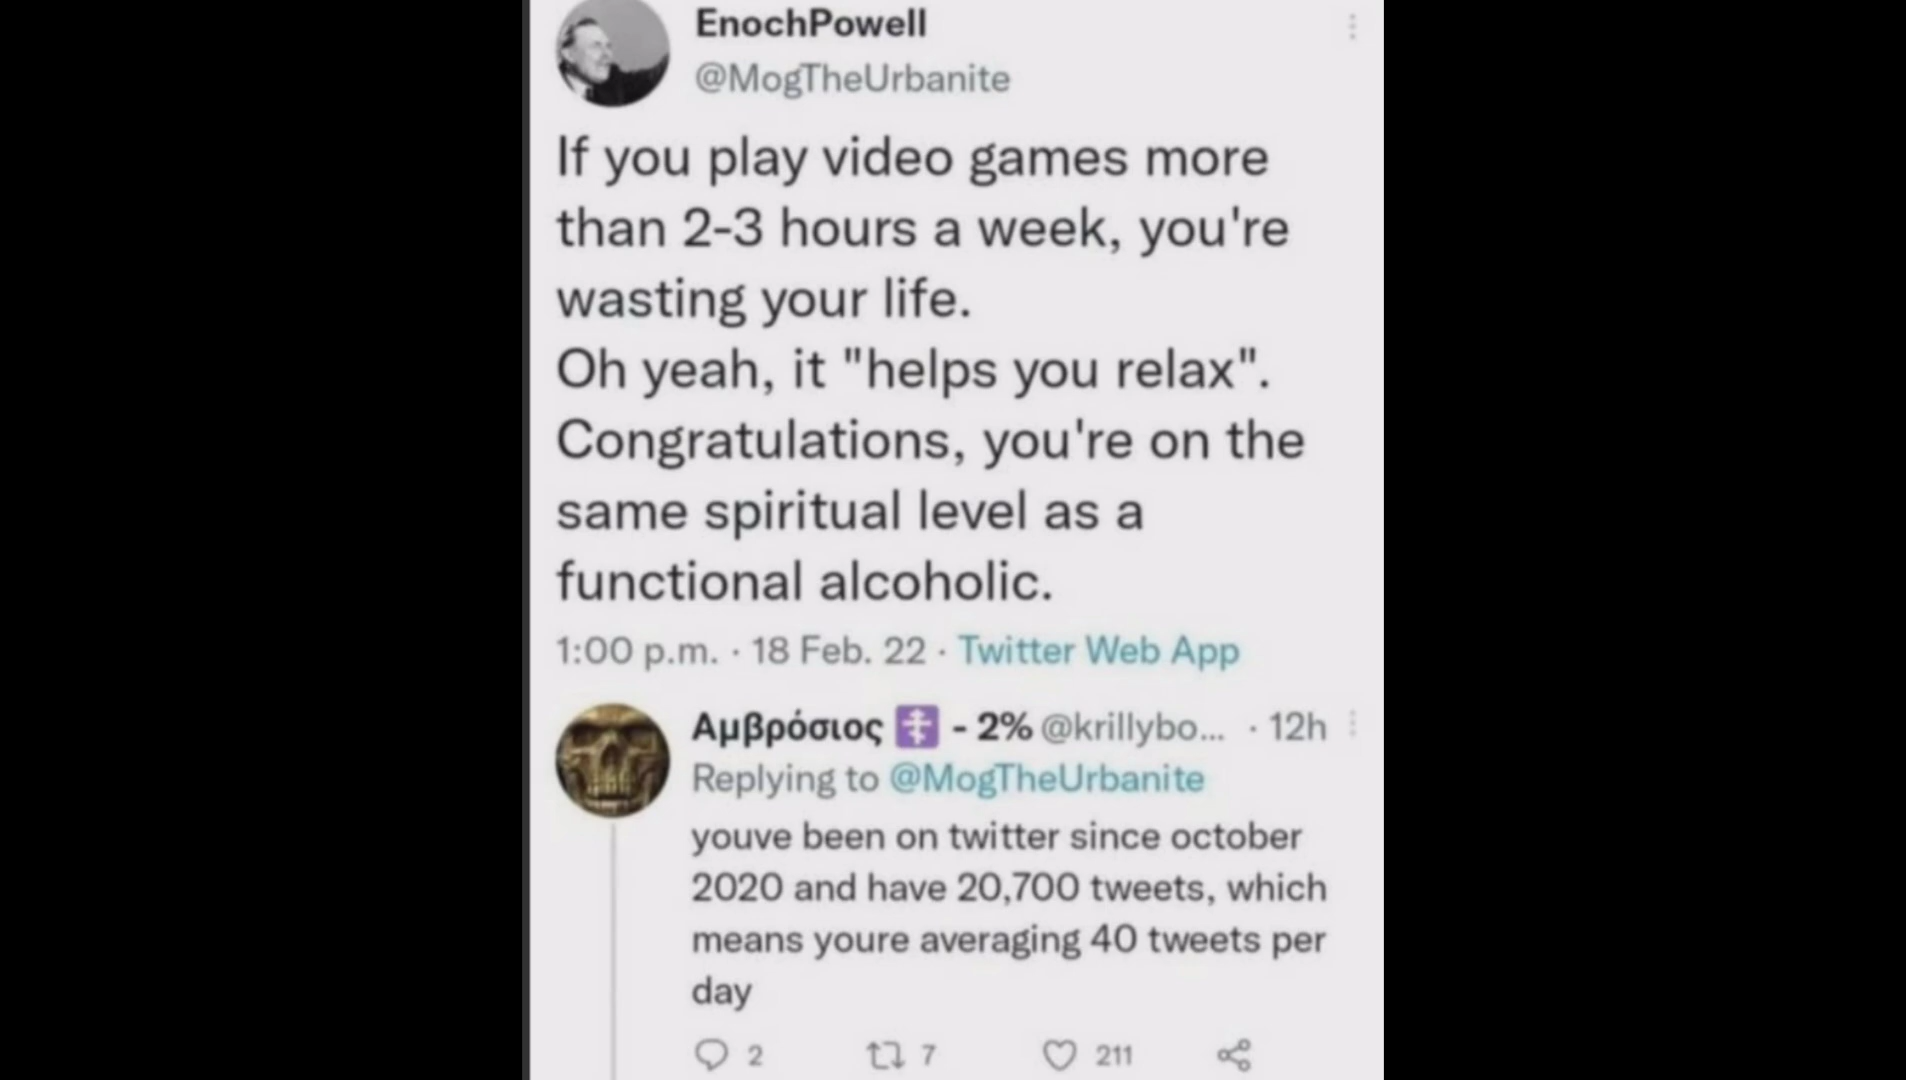 EnochPowell
@MogTheUrbanite
If you play video games more
than 2-3 hours a week, you're
wasting your life.
Oh yeah, it "helps you relax".
Congratulations, you're on the
same spiritual level as a
functional alcoholic.
1:00 p.m. · 18 Feb. 22 · Twitter Web App
Αμβρόσιος ☦ - 2% @krillybo... · 12h
Replying to @MogTheUrbanite
youve been on twitter since october
2020 and have 20,700 tweets, which
means youre averaging 40 tweets per
day
2 7 211